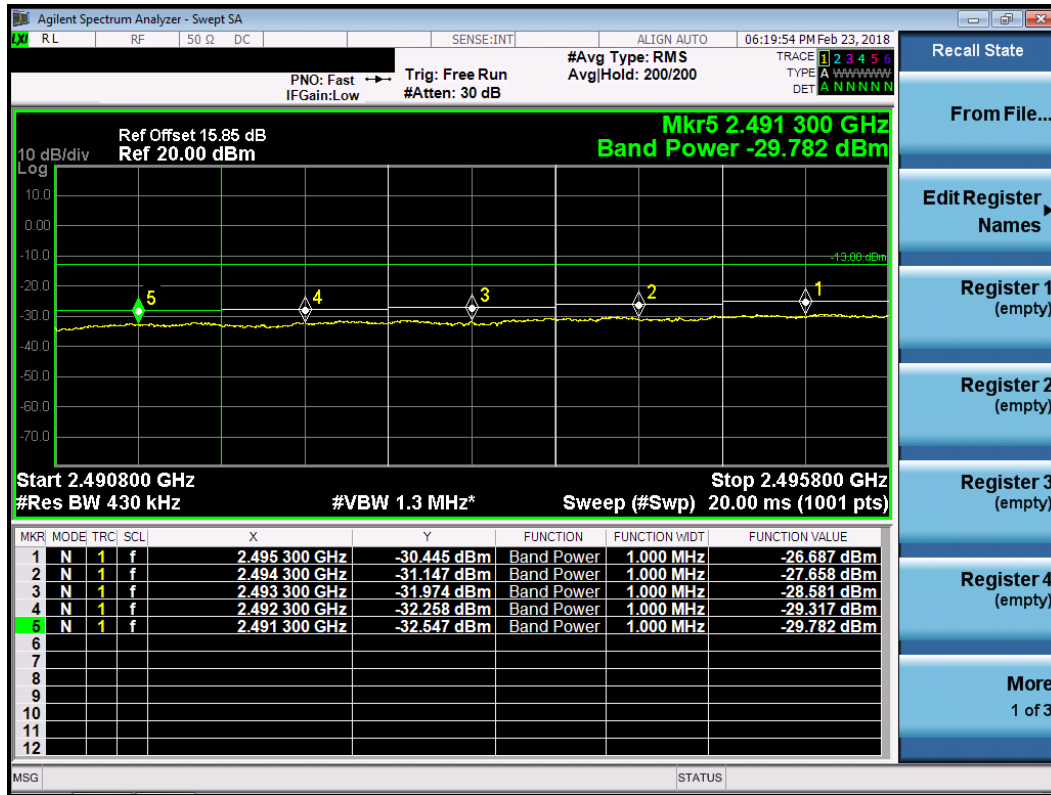 Agilent Spectrum Analyzer - Swept SA
LXI RL RF 50 Ω DC SENSE:INT ALIGN AUTO 06:19:54 PM Feb 23, 2018
PNO: Fast
IFGain:Low
Trig: Free Run
#Atten: 30 dB
#Avg Type: RMS
Avg|Hold: 200/200
TRACE 1 2 3 4 5 6
TYPE A WWWWW
DET A N N N N N
Mkr5 2.491 300 GHz
Band Power -29.782 dBm
Ref Offset 15.85 dB
10 dB/div Ref 20.00 dBm
Log
10.0
0.00
-10.0
-13.00 dBm
-20.0
5 4 3 2 1
-30.0
-40.0
-50.0
-60.0
-70.0
Start 2.490800 GHz Stop 2.495800 GHz
#Res BW 430 kHz #VBW 1.3 MHz* Sweep (#Swp) 20.00 ms (1001 pts)
MKR MODE TRC SCL X Y FUNCTION FUNCTION WIDT FUNCTION VALUE
1 N 1 f 2.495 300 GHz -30.445 dBm Band Power 1.000 MHz -26.687 dBm
2 N 1 f 2.494 300 GHz -31.147 dBm Band Power 1.000 MHz -27.658 dBm
3 N 1 f 2.493 300 GHz -31.974 dBm Band Power 1.000 MHz -28.581 dBm
4 N 1 f 2.492 300 GHz -32.258 dBm Band Power 1.000 MHz -29.317 dBm
5 N 1 f 2.491 300 GHz -32.547 dBm Band Power 1.000 MHz -29.782 dBm
6
7
8
9
10
11
12
MSG STATUS
Recall State
From File...
Edit Register
Names
Register 1
(empty)
Register 2
(empty)
Register 3
(empty)
Register 4
(empty)
More
1 of 3